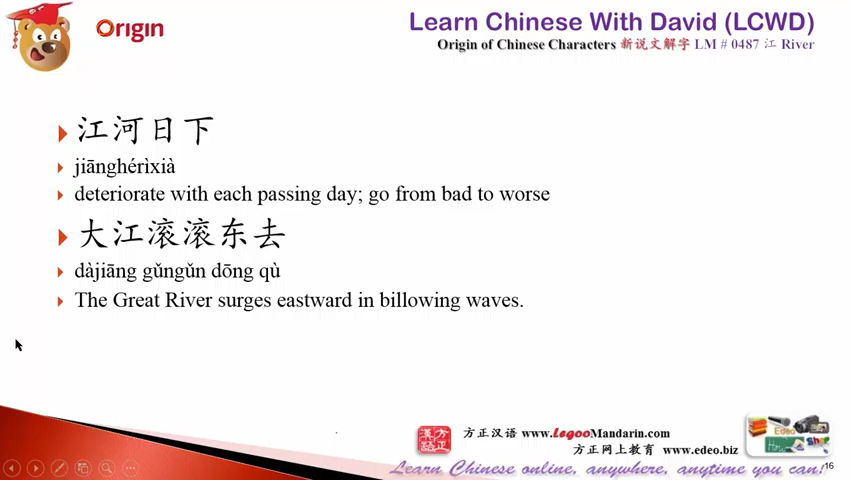 Origin
Learn Chinese With David (LCWD)
Origin of Chinese Characters 新说文解字 LM # 0487 江 River
江河日下
jiānghérìxià
deteriorate with each passing day; go from bad to worse
大江滚滚东去
dàjiāng gǔngǔn dōng qù
The Great River surges eastward in billowing waves.
方正汉语 www.LegooMandarin.com
方正网上教育 www.edeo.biz
Learn Chinese online, anywhere, anytime you can!
16